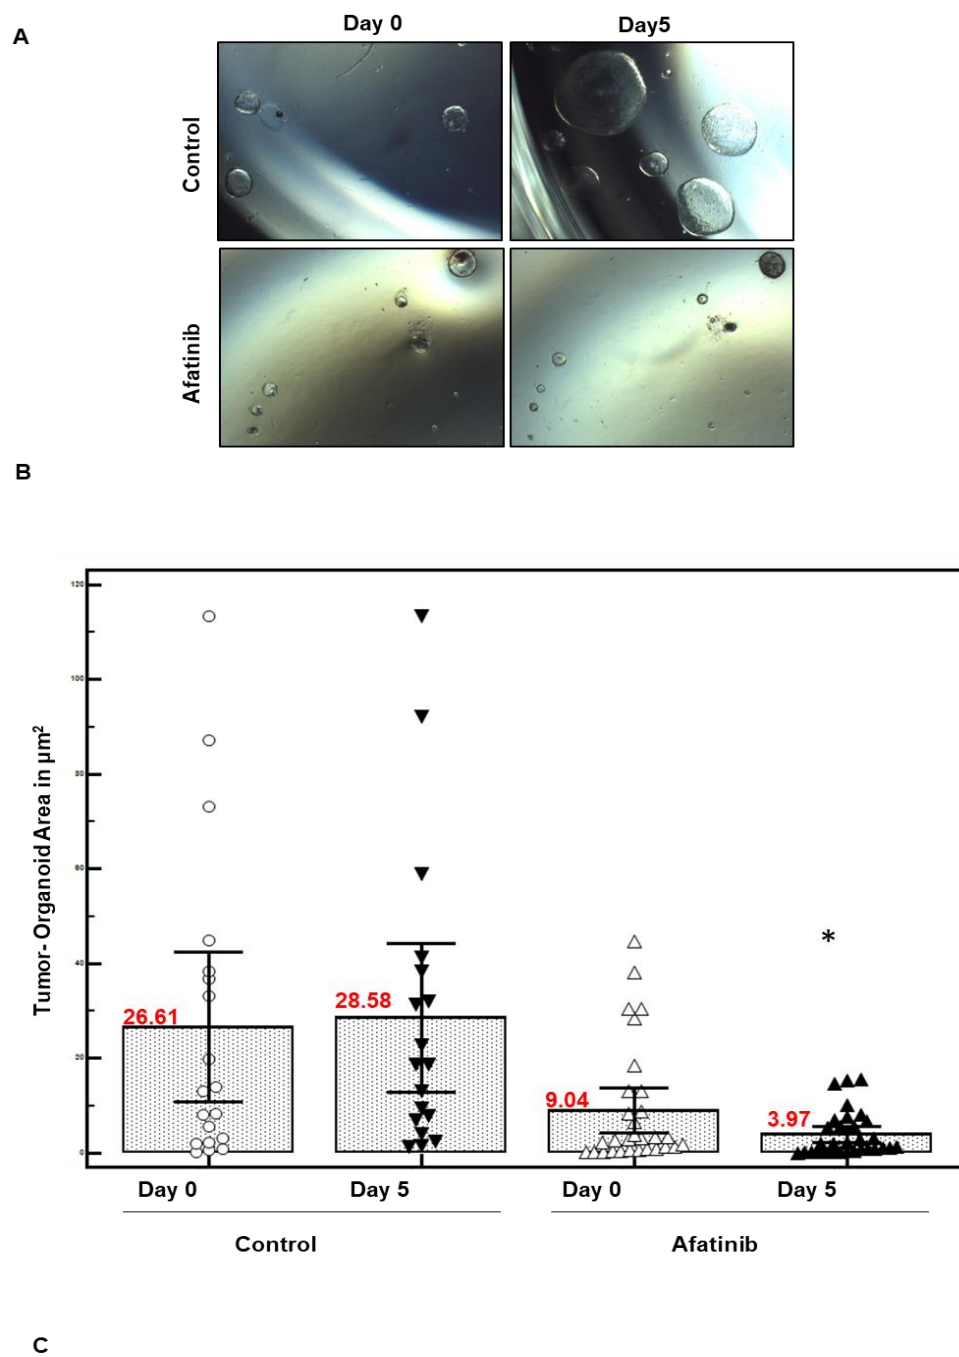 A
Day 0
Day5
Control
Afatinib
B
Tumor- Organoid Area in µm²
120
100
80
60
40
20
0
26.61
28.58
9.04
3.97
*
Day 0
Day 5
Day 0
Day 5
Control
Afatinib
C